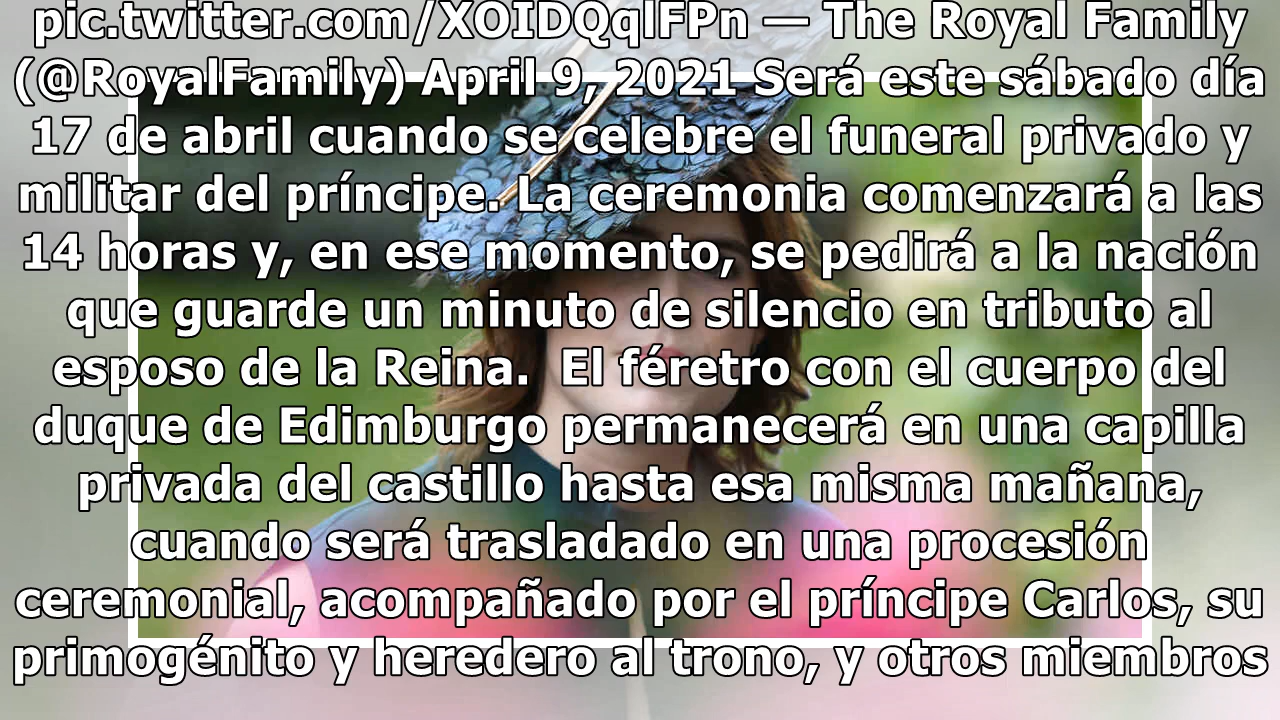 pic.twitter.com/XOIDQqlFPn — The Royal Family
(@RoyalFamily) April 9, 2021 Será este sábado día
17 de abril cuando se celebre el funeral privado y
militar del príncipe. La ceremonia comenzará a las
14 horas y, en ese momento, se pedirá a la nación
que guarde un minuto de silencio en tributo al
esposo de la Reina.  El féretro con el cuerpo del
duque de Edimburgo permanecerá en una capilla
privada del castillo hasta esa misma mañana,
cuando será trasladado en una procesión
ceremonial, acompañado por el príncipe Carlos, su
primogénito y heredero al trono, y otros miembros